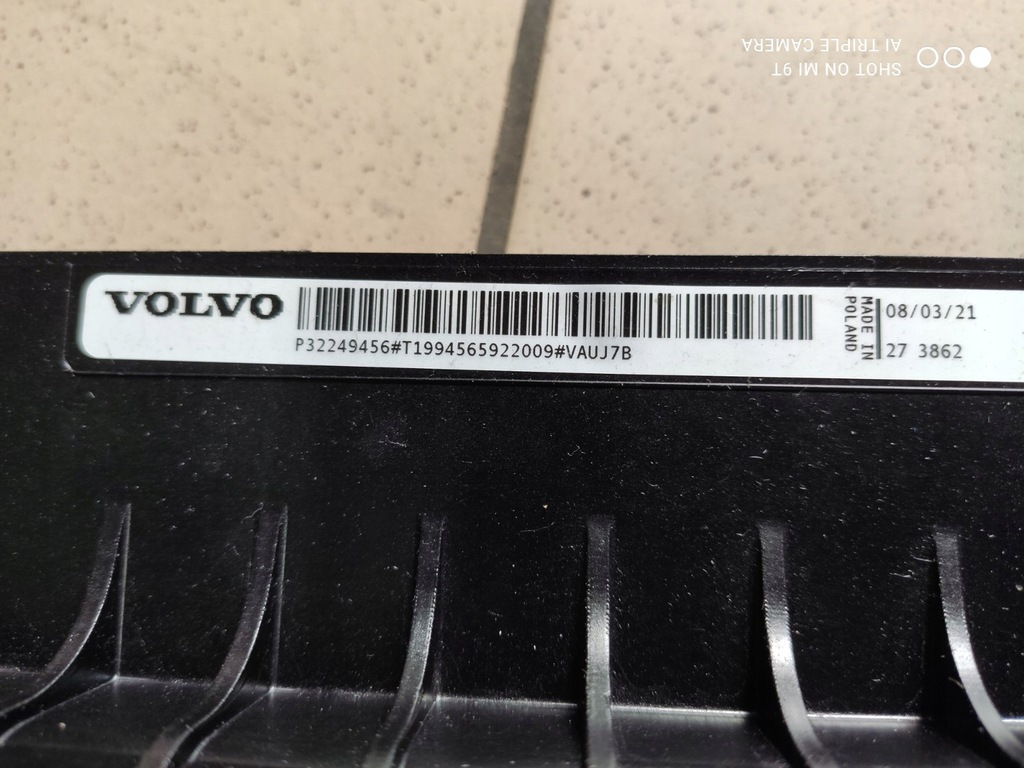 VOLVO
P32249456#T1994565922009#VAUJ7B
MADE IN
POLAND
08/03/21
27 3862
SHOT ON MI 9T
AI TRIPLE CAMERA